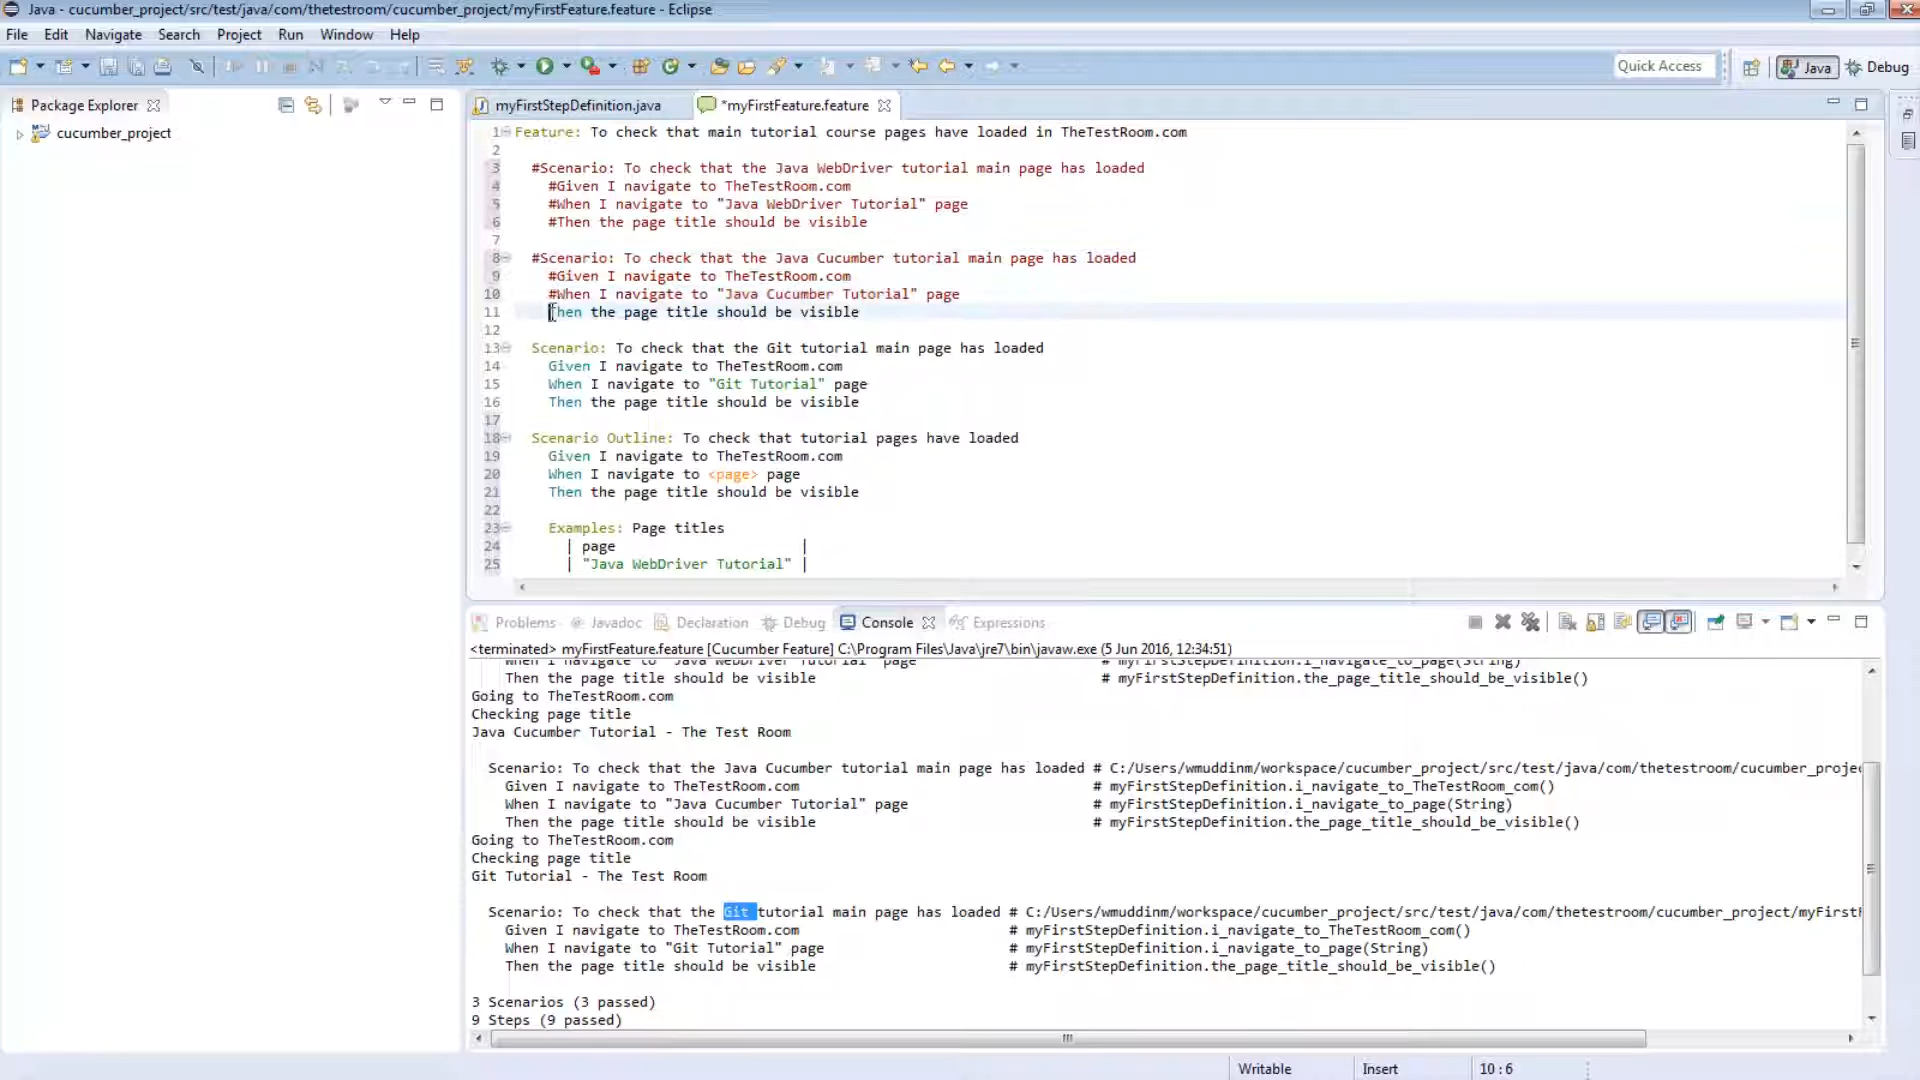 Java - cucumber_project/src/test/java/com/thetestroom/cucumber_project/myFirstFeature.feature - Eclipse
File Edit Navigate Search Project Run Window Help
Quick Access
Java
Debug
Package Explorer
cucumber_project
myFirstStepDefinition.java
*myFirstFeature.feature
1 Feature: To check that main tutorial course pages have loaded in TheTestRoom.com
2
3 #Scenario: To check that the Java WebDriver tutorial main page has loaded
4 #Given I navigate to TheTestRoom.com
5 #When I navigate to "Java WebDriver Tutorial" page
6 #Then the page title should be visible
7
8 #Scenario: To check that the Java Cucumber tutorial main page has loaded
9 #Given I navigate to TheTestRoom.com
10 #When I navigate to "Java Cucumber Tutorial" page
11 Then the page title should be visible
12
13 Scenario: To check that the Git tutorial main page has loaded
14 Given I navigate to TheTestRoom.com
15 When I navigate to "Git Tutorial" page
16 Then the page title should be visible
17
18 Scenario Outline: To check that tutorial pages have loaded
19 Given I navigate to TheTestRoom.com
20 When I navigate to <page> page
21 Then the page title should be visible
22
23 Examples: Page titles
24 | page |
25 | "Java WebDriver Tutorial" |
Problems Javadoc Declaration Debug Console Expressions
<terminated> myFirstFeature.feature [Cucumber Feature] C:\Program Files\Java\jre7\bin\javaw.exe (5 Jun 2016, 12:34:51)
When I navigate to "Java WebDriver Tutorial" page # myFirstStepDefinition.i_navigate_to_page(String)
Then the page title should be visible # myFirstStepDefinition.the_page_title_should_be_visible()
Going to TheTestRoom.com
Checking page title
Java Cucumber Tutorial - The Test Room
Scenario: To check that the Java Cucumber tutorial main page has loaded # C:/Users/wmuddinm/workspace/cucumber_project/src/test/java/com/thetestroom/cucumber_projec
Given I navigate to TheTestRoom.com # myFirstStepDefinition.i_navigate_to_TheTestRoom_com()
When I navigate to "Java Cucumber Tutorial" page # myFirstStepDefinition.i_navigate_to_page(String)
Then the page title should be visible # myFirstStepDefinition.the_page_title_should_be_visible()
Going to TheTestRoom.com
Checking page title
Git Tutorial - The Test Room
Scenario: To check that the Git tutorial main page has loaded # C:/Users/wmuddinm/workspace/cucumber_project/src/test/java/com/thetestroom/cucumber_project/myFirst
Given I navigate to TheTestRoom.com # myFirstStepDefinition.i_navigate_to_TheTestRoom_com()
When I navigate to "Git Tutorial" page # myFirstStepDefinition.i_navigate_to_page(String)
Then the page title should be visible # myFirstStepDefinition.the_page_title_should_be_visible()
3 Scenarios (3 passed)
9 Steps (9 passed)
Writable Insert 10 : 6